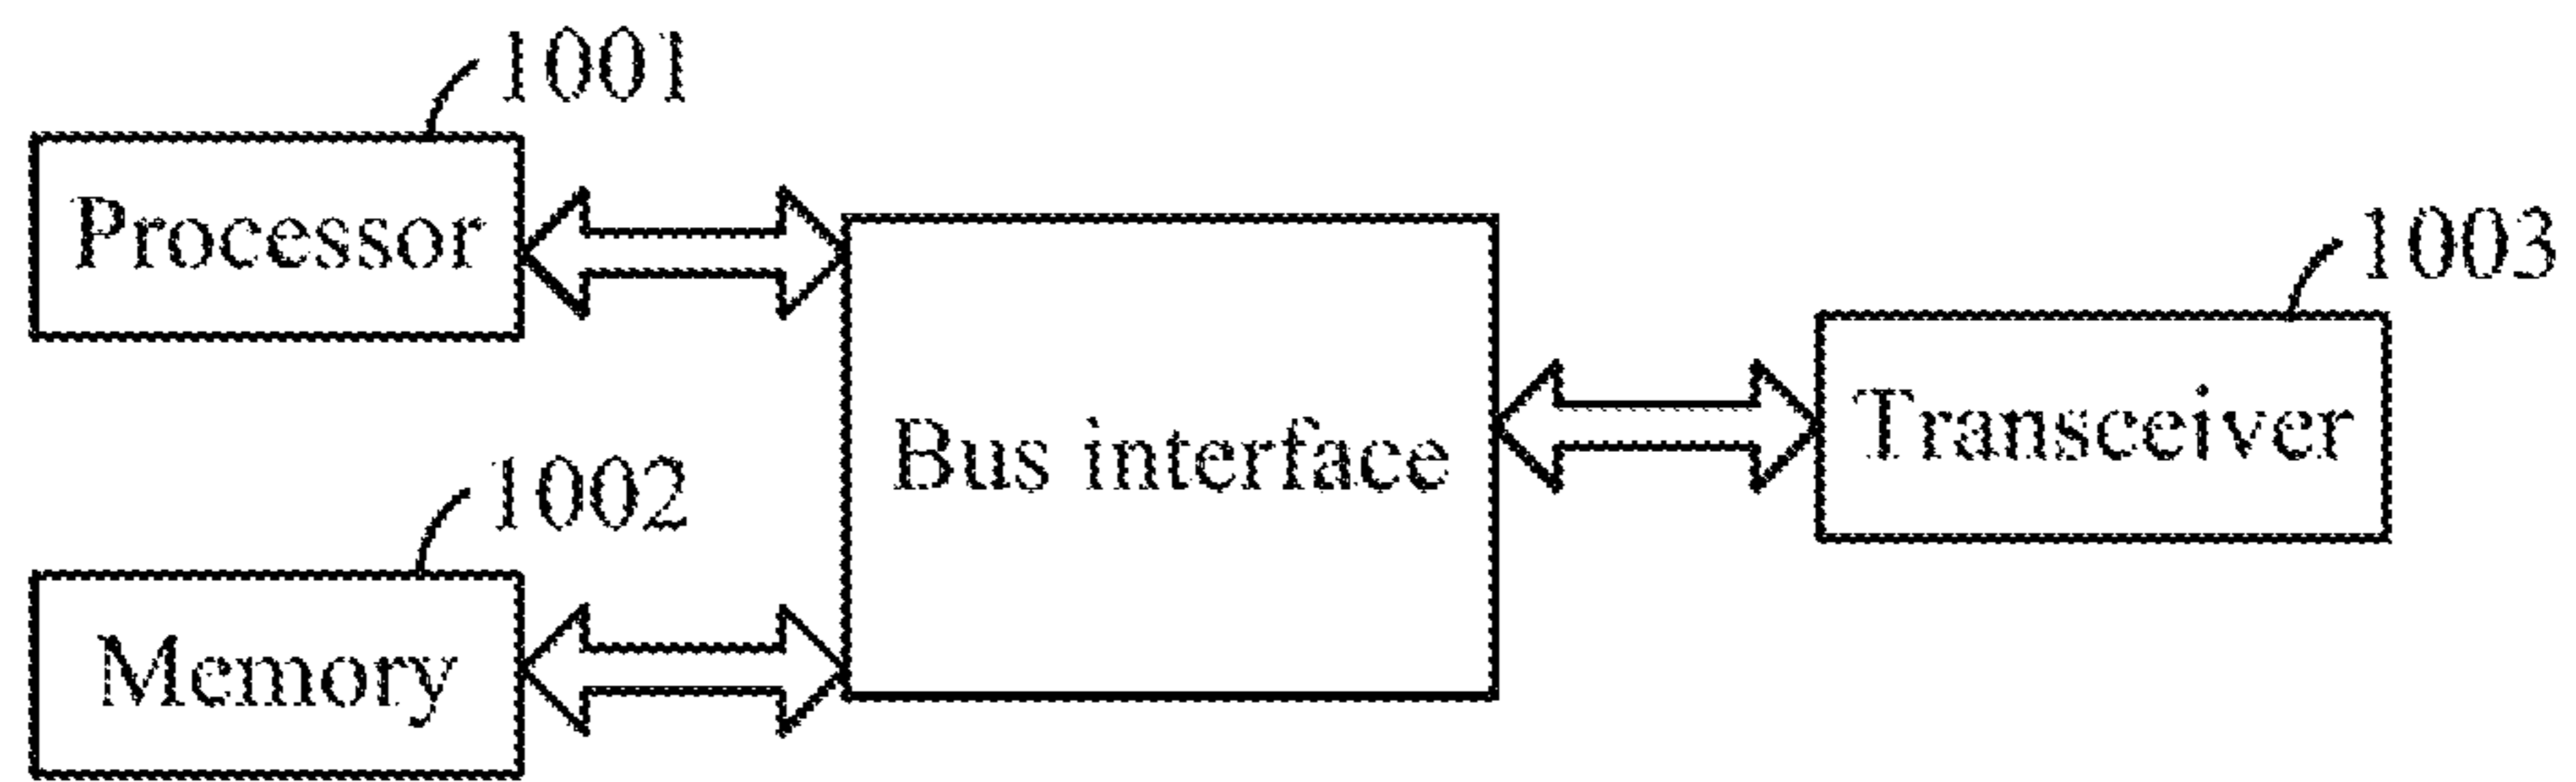 1001
Processor
1003
Bus interface
Transceiver
1002
Memory